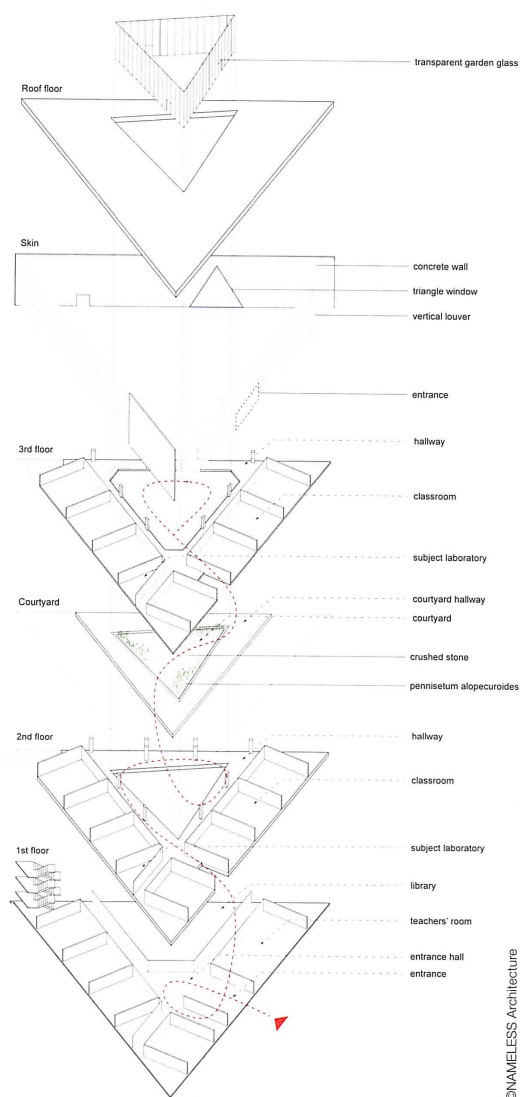 transparent garden glass
Roof floor
Skin
concrete wall
triangle window
vertical louver
entrance
hallway
3rd floor
classroom
subject laboratory
courtyard hallway
Courtyard
courtyard
crushed stone
pennisetum alopecuroides
2nd floor
hallway
classroom
subject laboratory
1st floor
library
teachers' room
entrance hall
entrance
©NAMELESS Architecture